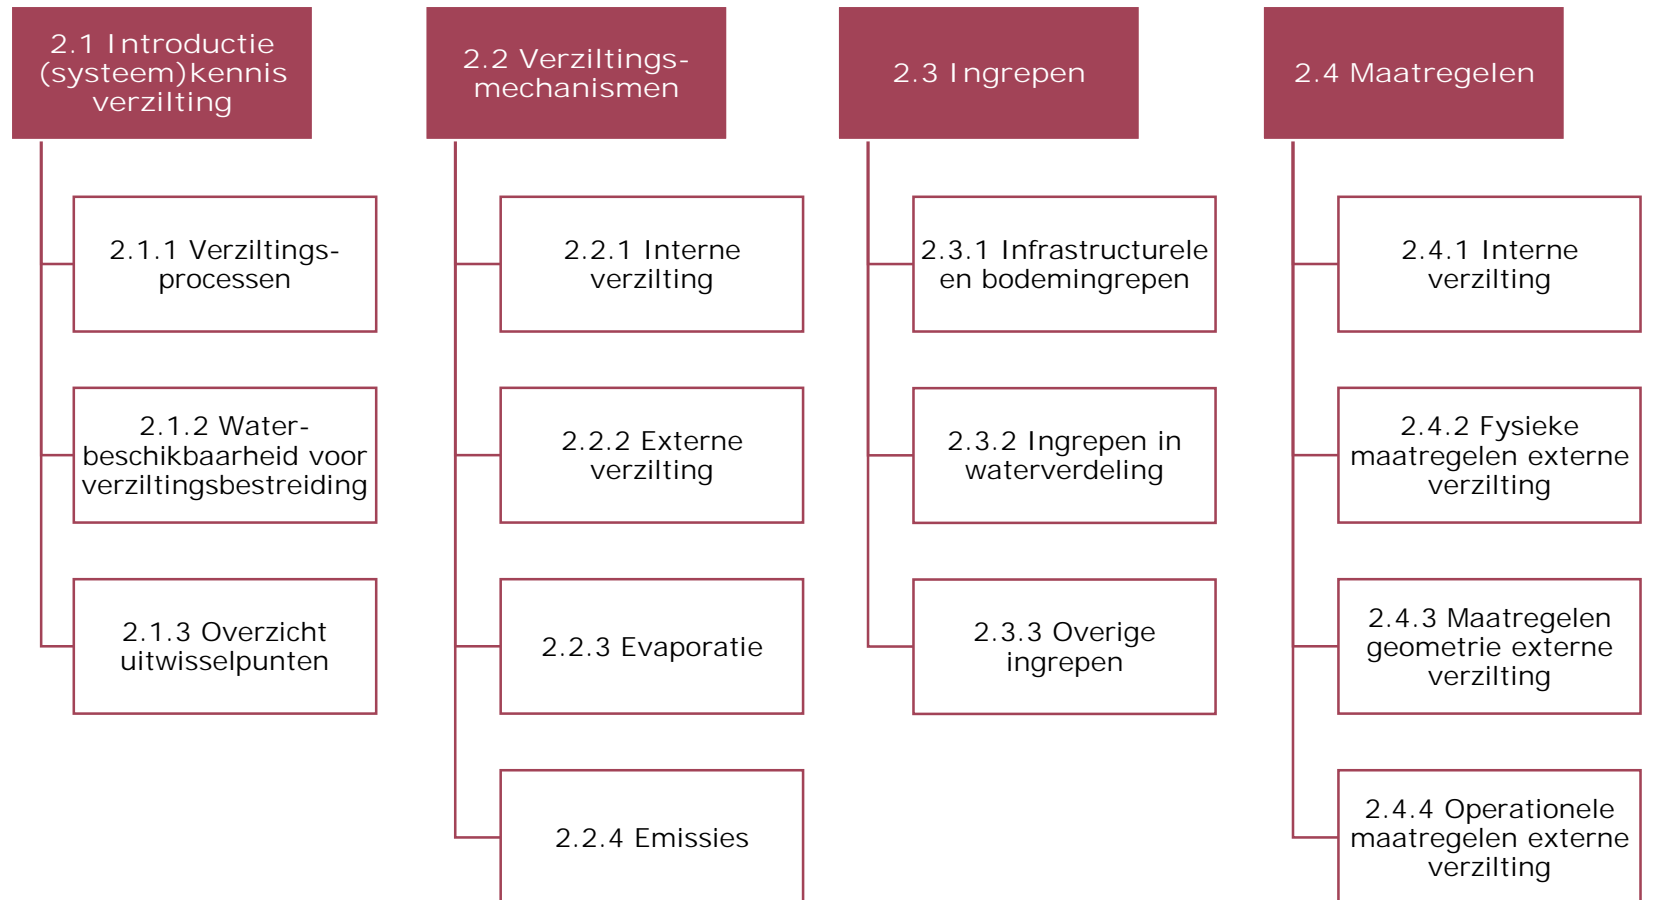 2.1 Introductie
(systeem)kennis
verzilting
2.1.1 Verziltings-
processen
2.1.2 Water-
beschikbaarheid voor
verziltingsbestreiding
2.1.3 Overzicht
uitwisselpunten
2.2 Verziltings-
mechanismen
2.2.1 Interne
verzilting
2.2.2 Externe
verzilting
2.2.3 Evaporatie
2.2.4 Emissies
2.3 Ingrepen
2.3.1 Infrastructurele
en bodemingrepen
2.3.2 Ingrepen in
waterverdeling
2.3.3 Overige
ingrepen
2.4 Maatregelen
2.4.1 Interne
verzilting
2.4.2 Fysieke
maatregelen externe
verzilting
2.4.3 Maatregelen
geometrie externe
verzilting
2.4.4 Operationele
maatregelen externe
verzilting